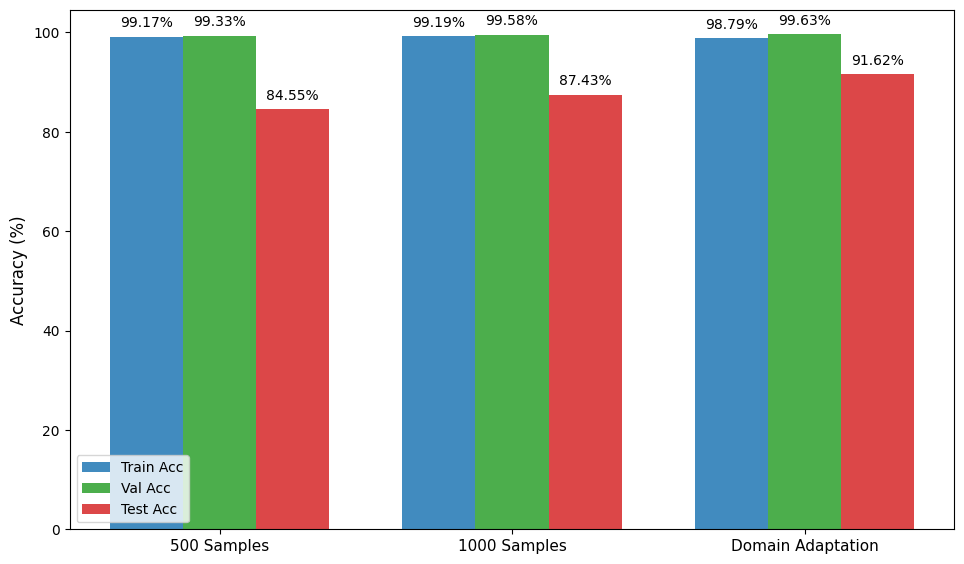 99.17%
99.33%
84.55%
99.19%
99.58%
87.43%
98.79%
99.63%
91.62%
100
80
60
40
20
0
Accuracy (%)
Train Acc
Val Acc
Test Acc
500 Samples
1000 Samples
Domain Adaptation